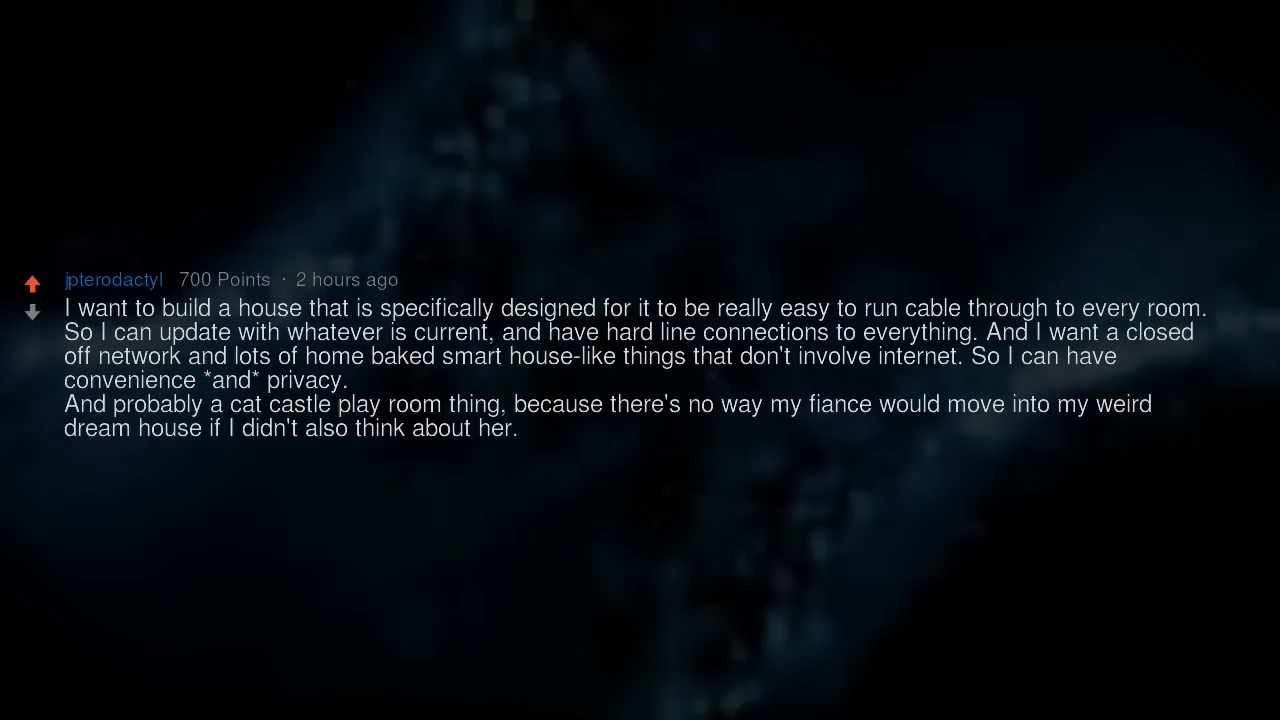 jpterodactyl 700 Points · 2 hours ago
I want to build a house that is specifically designed for it to be really easy to run cable through to every room.
So I can update with whatever is current, and have hard line connections to everything. And I want a closed
off network and lots of home baked smart house-like things that don't involve internet. So I can have
convenience *and* privacy.
And probably a cat castle play room thing, because there's no way my fiance would move into my weird
dream house if I didn't also think about her.